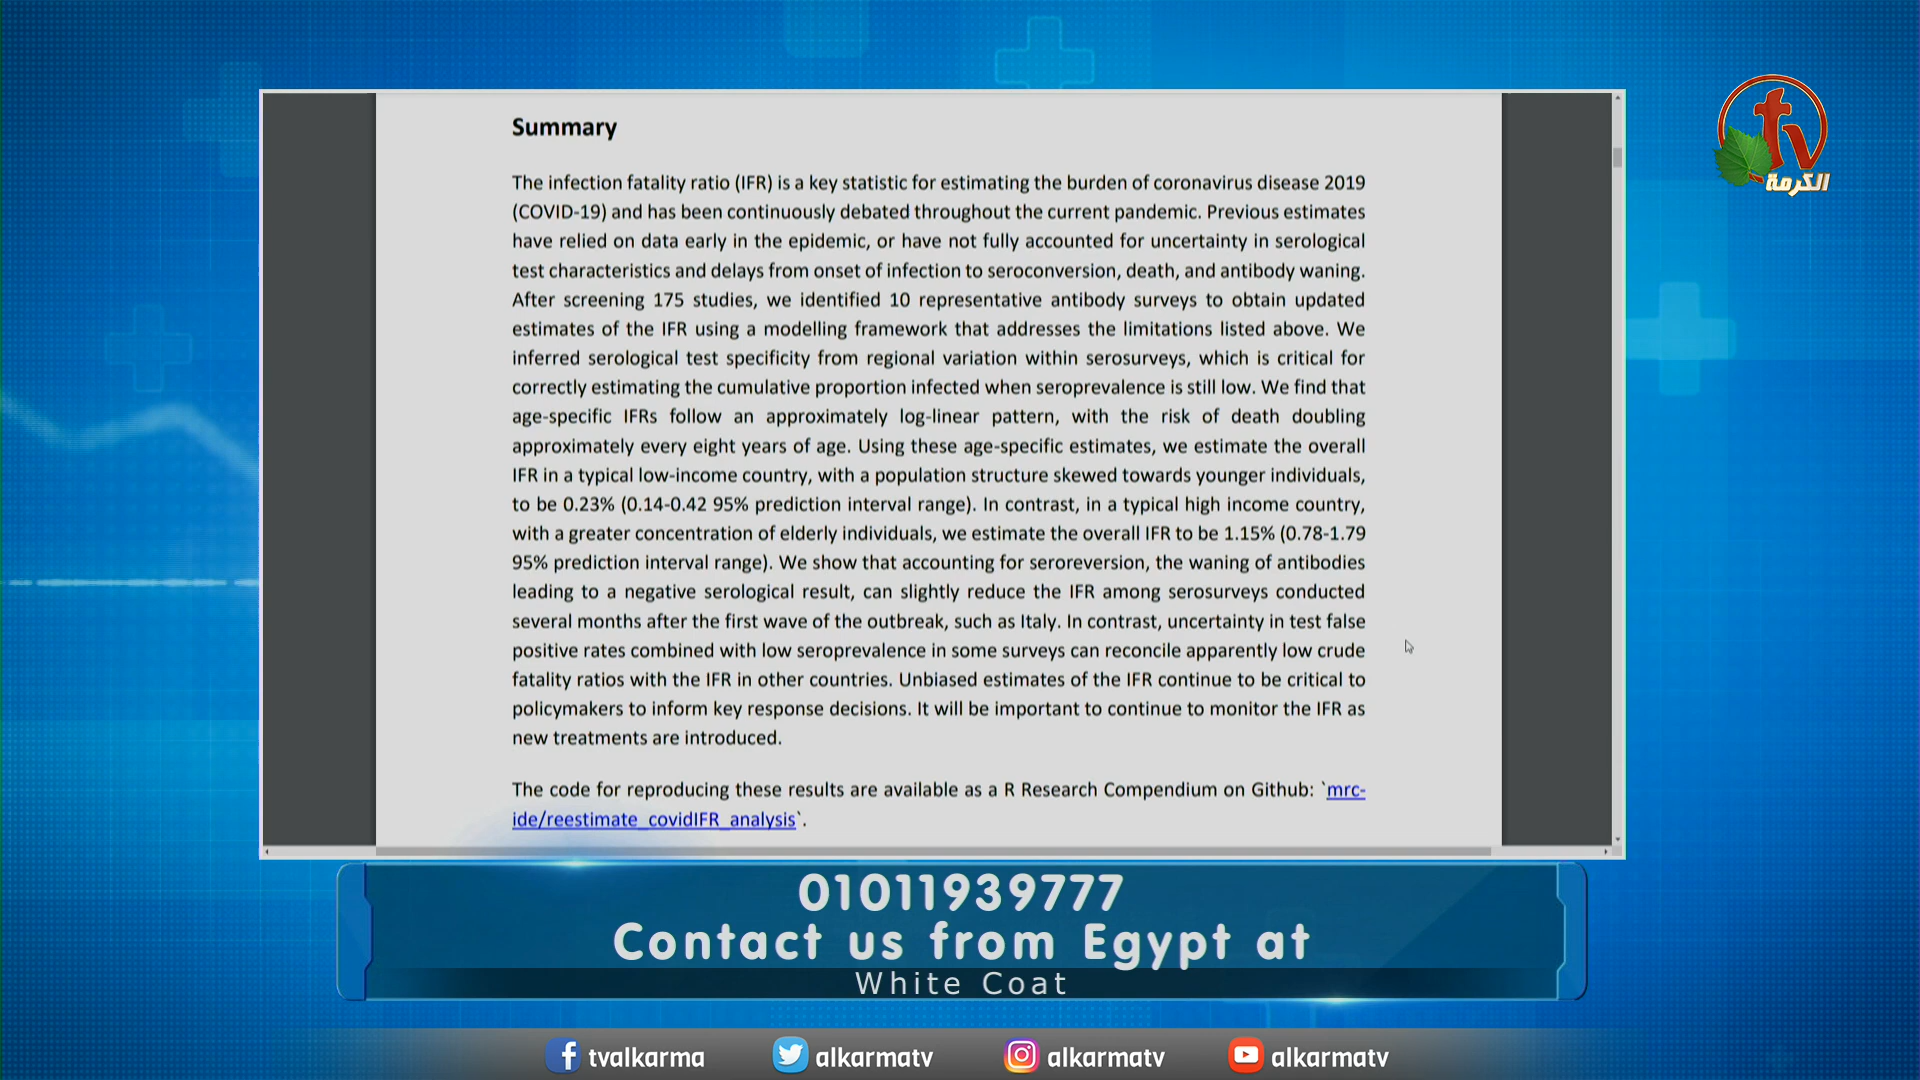 Summary
The infection fatality ratio (IFR) is a key statistic for estimating the burden of coronavirus disease 2019
(COVID-19) and has been continuously debated throughout the current pandemic. Previous estimates
have relied on data early in the epidemic, or have not fully accounted for uncertainty in serological
test characteristics and delays from onset of infection to seroconversion, death, and antibody waning.
After screening 175 studies, we identified 10 representative antibody surveys to obtain updated
estimates of the IFR using a modelling framework that addresses the limitations listed above. We
inferred serological test specificity from regional variation within serosurveys, which is critical for
correctly estimating the cumulative proportion infected when seroprevalence is still low. We find that
age-specific IFRs follow an approximately log-linear pattern, with the risk of death doubling
approximately every eight years of age. Using these age-specific estimates, we estimate the overall
IFR in a typical low-income country, with a population structure skewed towards younger individuals,
to be 0.23% (0.14-0.42 95% prediction interval range). In contrast, in a typical high income country,
with a greater concentration of elderly individuals, we estimate the overall IFR to be 1.15% (0.78-1.79
95% prediction interval range). We show that accounting for seroreversion, the waning of antibodies
leading to a negative serological result, can slightly reduce the IFR among serosurveys conducted
several months after the first wave of the outbreak, such as Italy. In contrast, uncertainty in test false
positive rates combined with low seroprevalence in some surveys can reconcile apparently low crude
fatality ratios with the IFR in other countries. Unbiased estimates of the IFR continue to be critical to
policymakers to inform key response decisions. It will be important to continue to monitor the IFR as
new treatments are introduced.
The code for reproducing these results are available as a R Research Compendium on Github: `mrc-
ide/reestimate_covidIFR_analysis`.
tv
الكرمة
01011939777
Contact us from Egypt at
White Coat
tvalkarma
alkarmatv
alkarmatv
alkarmatv